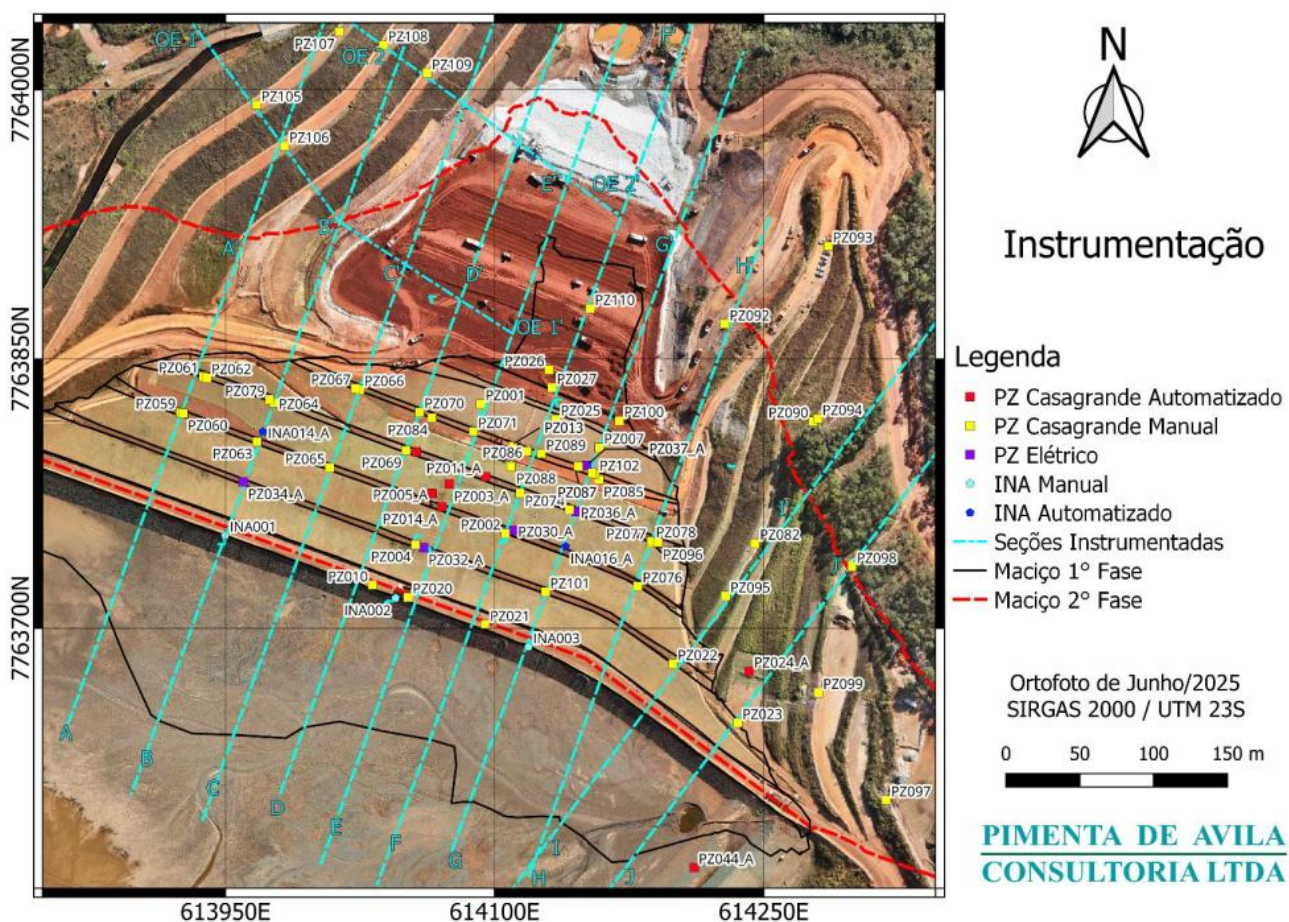 OE 1
PZ107
OE 2
PZ108
F'
PZ109
PZ105
PZ106
7764000N
E'
OE 2'
B'
A'
G'
PZ093
C'
D'
H'
PZ110
PZ092
OE 1'
7763850N
PZ061
PZ062
PZ067
PZ066
PZ026
PZ027
PZ079
PZ064
PZ001
PZ059
PZ070
PZ025
PZ100
PZ090
PZ094
PZ060
INA014_A
PZ084
PZ071
PZ013
PZ007
PZ037_A
PZ063
PZ069
PZ086
PZ089
PZ065
PZ011_A
PZ088
PZ102
PZ034_A
PZ005_A
PZ003_A
PZ074
PZ087
PZ085
PZ014_A
PZ036_A
I'
INA001
PZ002
PZ030_A
PZ077
PZ078
PZ082
PZ004
PZ032_A
INA016_A
PZ096
J'
PZ098
PZ010
PZ020
PZ101
PZ076
PZ095
INA002
7763700N
PZ021
INA003
PZ022
PZ024_A
PZ099
PZ023
A
B
C
D
E
F
G
H
I
J
PZ097
PZ044_A
613950E
614100E
614250E
N
Instrumentação
Legenda
PZ Casagrande Automatizado
PZ Casagrande Manual
PZ Elétrico
INA Manual
INA Automatizado
Seções Instrumentadas
Maciço 1° Fase
Maciço 2° Fase
Ortofoto de Junho/2025
SIRGAS 2000 / UTM 23S
0 50 100 150 m
PIMENTA DE AVILA
CONSULTORIA LTDA